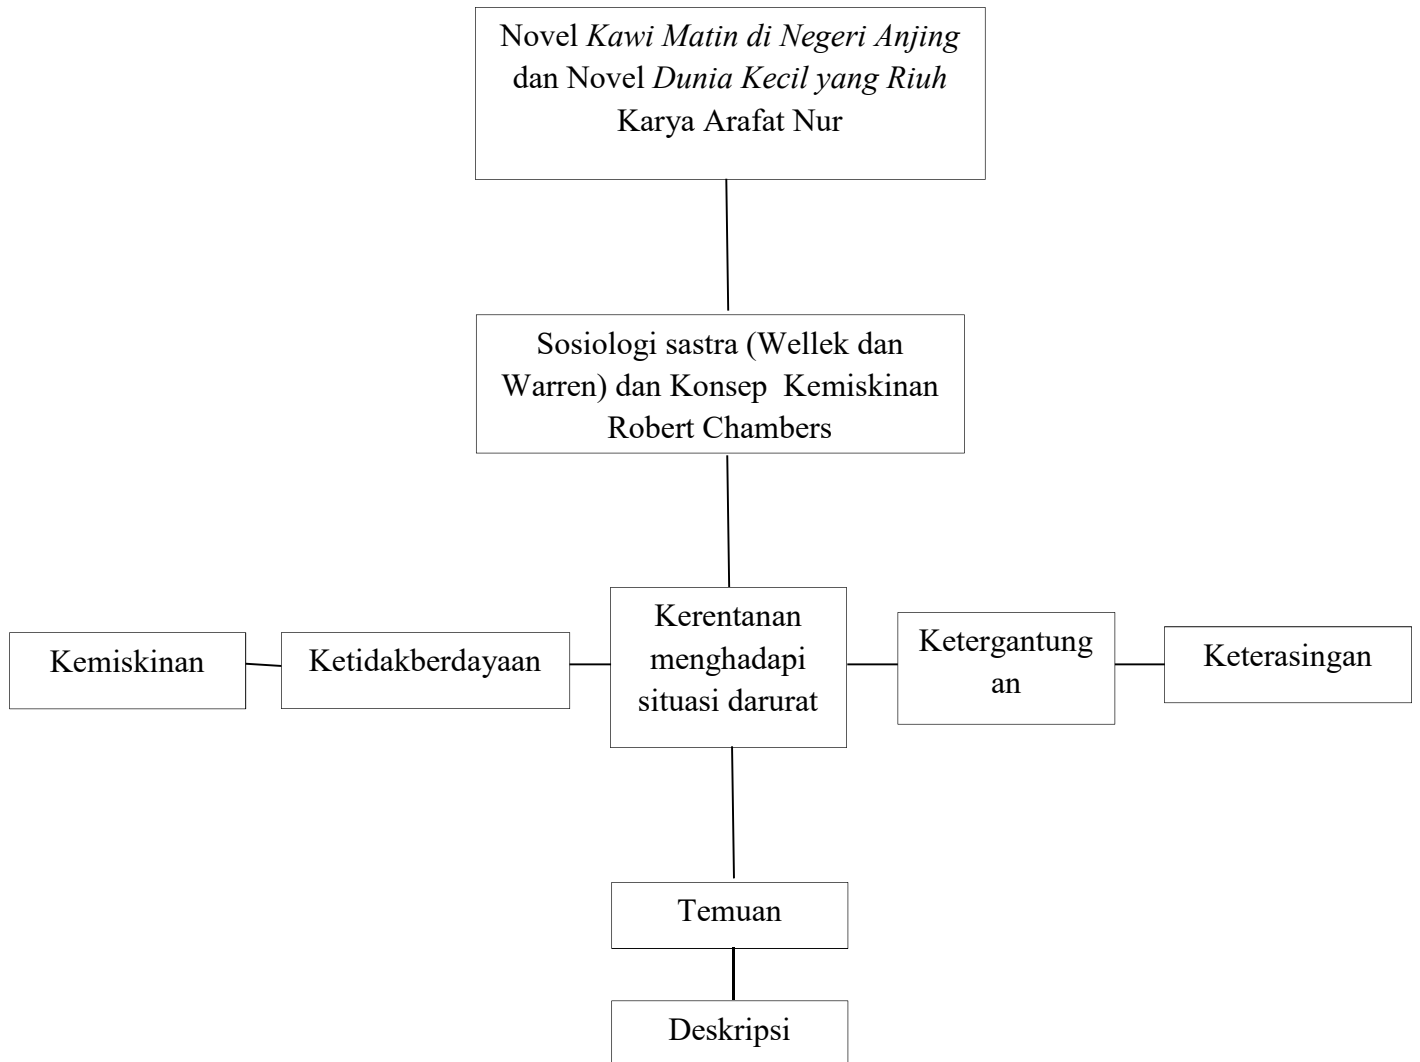 Novel Kawi Matin di Negeri Anjing
dan Novel Dunia Kecil yang Riuh
Karya Arafat Nur
Sosiologi sastra (Wellek dan
Warren) dan Konsep Kemiskinan
Robert Chambers
Kemiskinan
Ketidakberdayaan
Kerentanan
menghadapi
situasi darurat
Ketergantung
an
Keterasingan
Temuan
Deskripsi